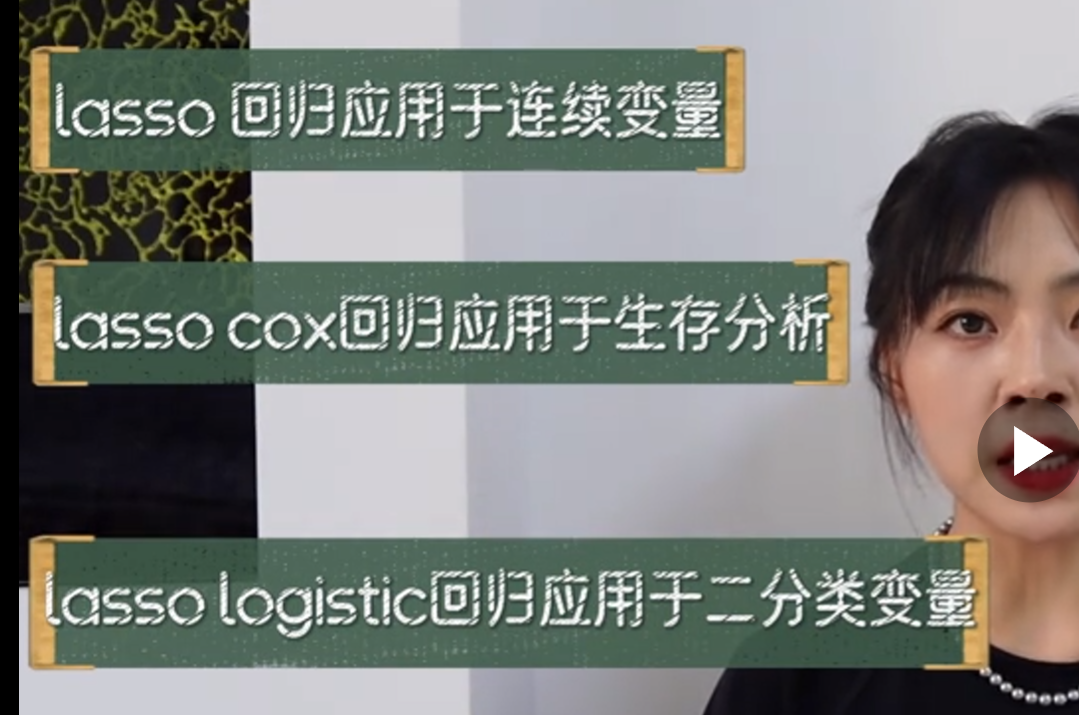 lasso 回归应用于连续变量
lasso cox回归应用于生存分析
lasso logistic回归应用于二分类变量